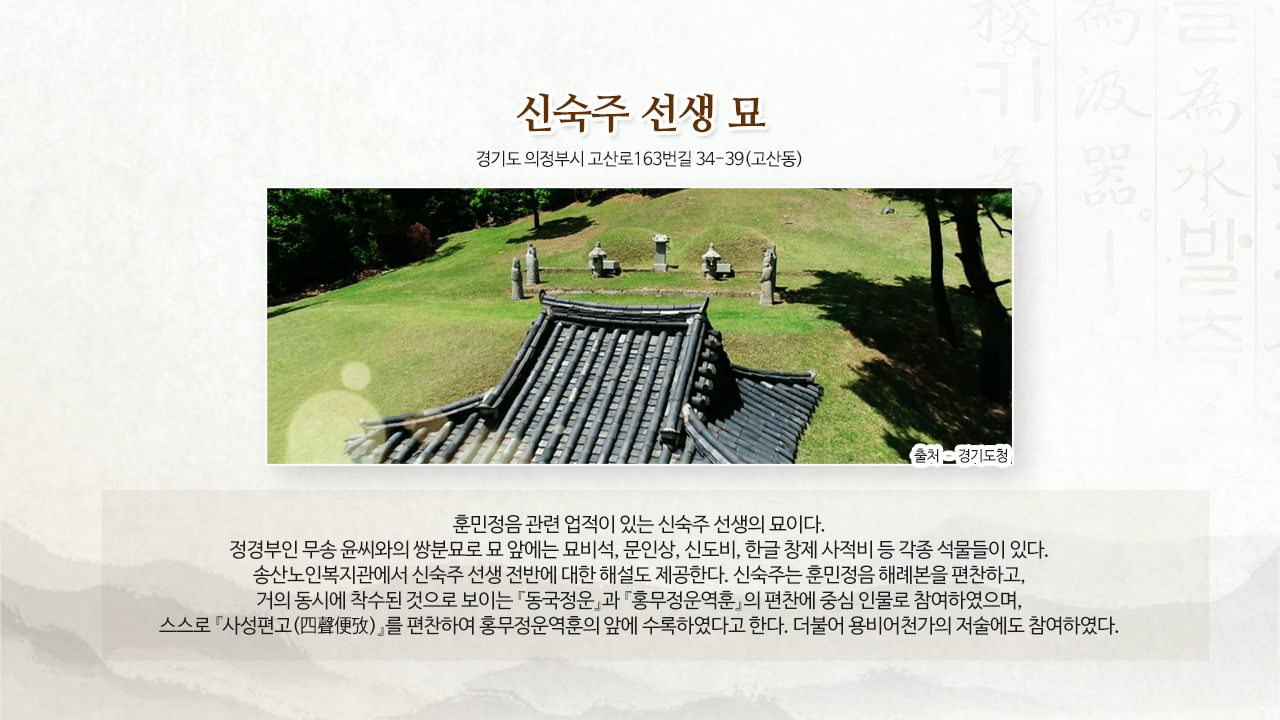 신숙주 선생 묘
경기도 의정부시 고산로163번길 34-39(고산동)
출처 - 경기도청
훈민정음 관련 업적이 있는 신숙주 선생의 묘이다.
정경부인 무송 윤씨와의 쌍분묘로 묘 앞에는 묘비석, 문인상, 신도비, 한글 창제 사적비 등 각종 석물들이 있다.
송산노인복지관에서 신숙주 선생 전반에 대한 해설도 제공한다. 신숙주는 훈민정음 해례본을 편찬하고,
거의 동시에 착수된 것으로 보이는 『동국정운』과 『홍무정운역훈』의 편찬에 중심 인물로 참여하였으며,
스스로 『사성편고(四聲便攷)』를 편찬하여 홍무정운역훈의 앞에 수록하였다고 한다. 더불어 용비어천가의 저술에도 참여하였다.